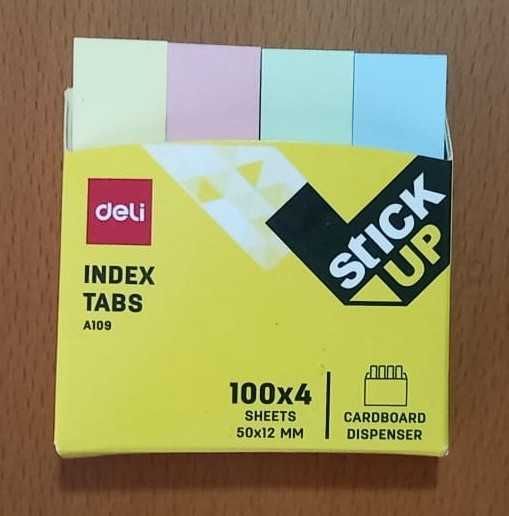 deli
STICK
UP
INDEX
TABS
A109
100x4
SHEETS
50x12 MM
CARDBOARD
DISPENSER